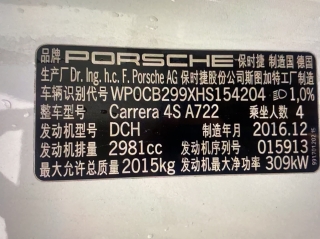 品牌 PORSCHE 保时捷 制造国 德国
生产厂 Dr. Ing. h.c. F. Porsche AG 保时捷股份公司斯图加特工厂制造
车辆识别代号 WP0CB299XHS154204 1,0%
整车型号 Carrera 4S A722 乘坐人数 4
发动机型号 DCH 制造年月 2016.12
发动机排量 2981cc 发动机序列号 015913
最大允许总质量 2015kg 发动机最大净功率 309kW